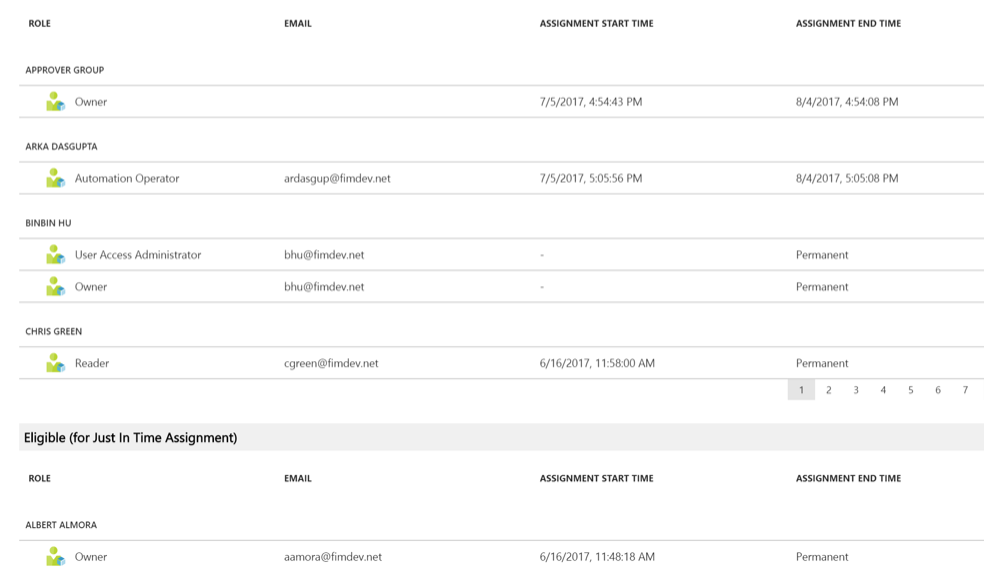 ROLE EMAIL ASSIGNMENT START TIME ASSIGNMENT END TIME
APPROVER GROUP
Owner 7/5/2017, 4:54:43 PM 8/4/2017, 4:54:08 PM
ARKA DASGUPTA
Automation Operator ardasgup@fimdev.net 7/5/2017, 5:05:56 PM 8/4/2017, 5:05:08 PM
BINBIN HU
User Access Administrator bhu@fimdev.net - Permanent
Owner bhu@fimdev.net - Permanent
CHRIS GREEN
Reader cgreen@fimdev.net 6/16/2017, 11:58:00 AM Permanent
1 2 3 4 5 6 7
Eligible (for Just In Time Assignment)
ROLE EMAIL ASSIGNMENT START TIME ASSIGNMENT END TIME
ALBERT ALMORA
Owner aamora@fimdev.net 6/16/2017, 11:48:18 AM Permanent